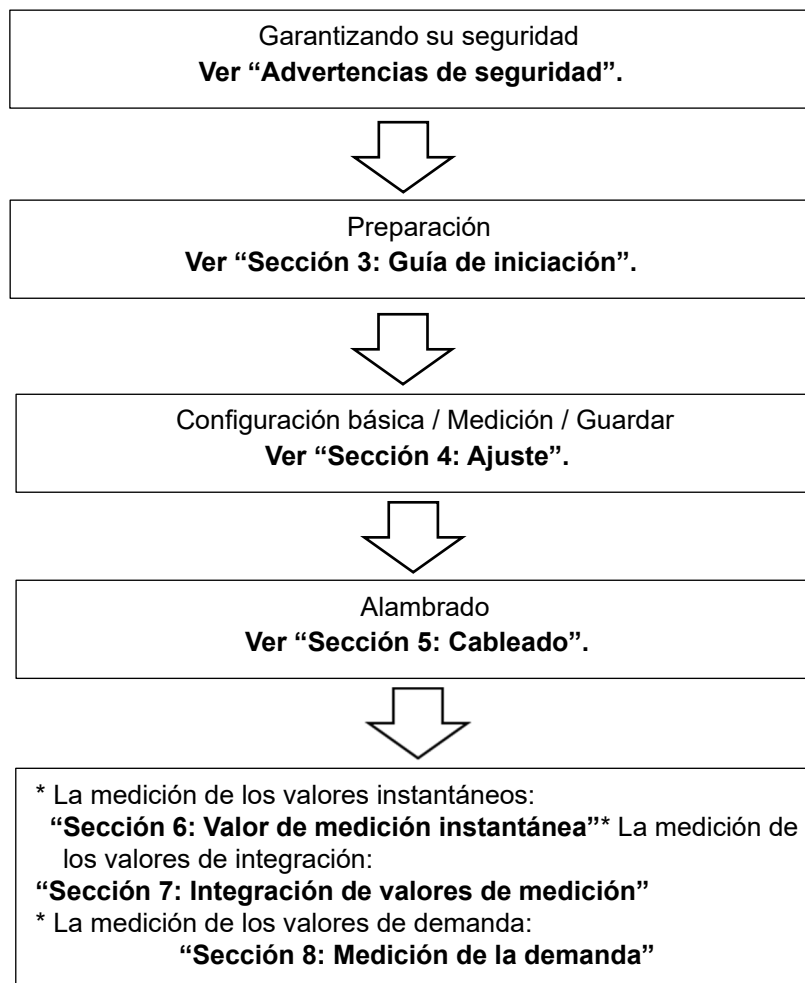 Garantizando su seguridad
Ver “Advertencias de seguridad”.
Preparación
Ver “Sección 3: Guía de iniciación”.
Configuración básica / Medición / Guardar
Ver “Sección 4: Ajuste”.
Alambrado
Ver “Sección 5: Cableado”.
* La medición de los valores instantáneos:
“Sección 6: Valor de medición instantánea”* La medición de
los valores de integración:
“Sección 7: Integración de valores de medición”
* La medición de los valores de demanda:
“Sección 8: Medición de la demanda”